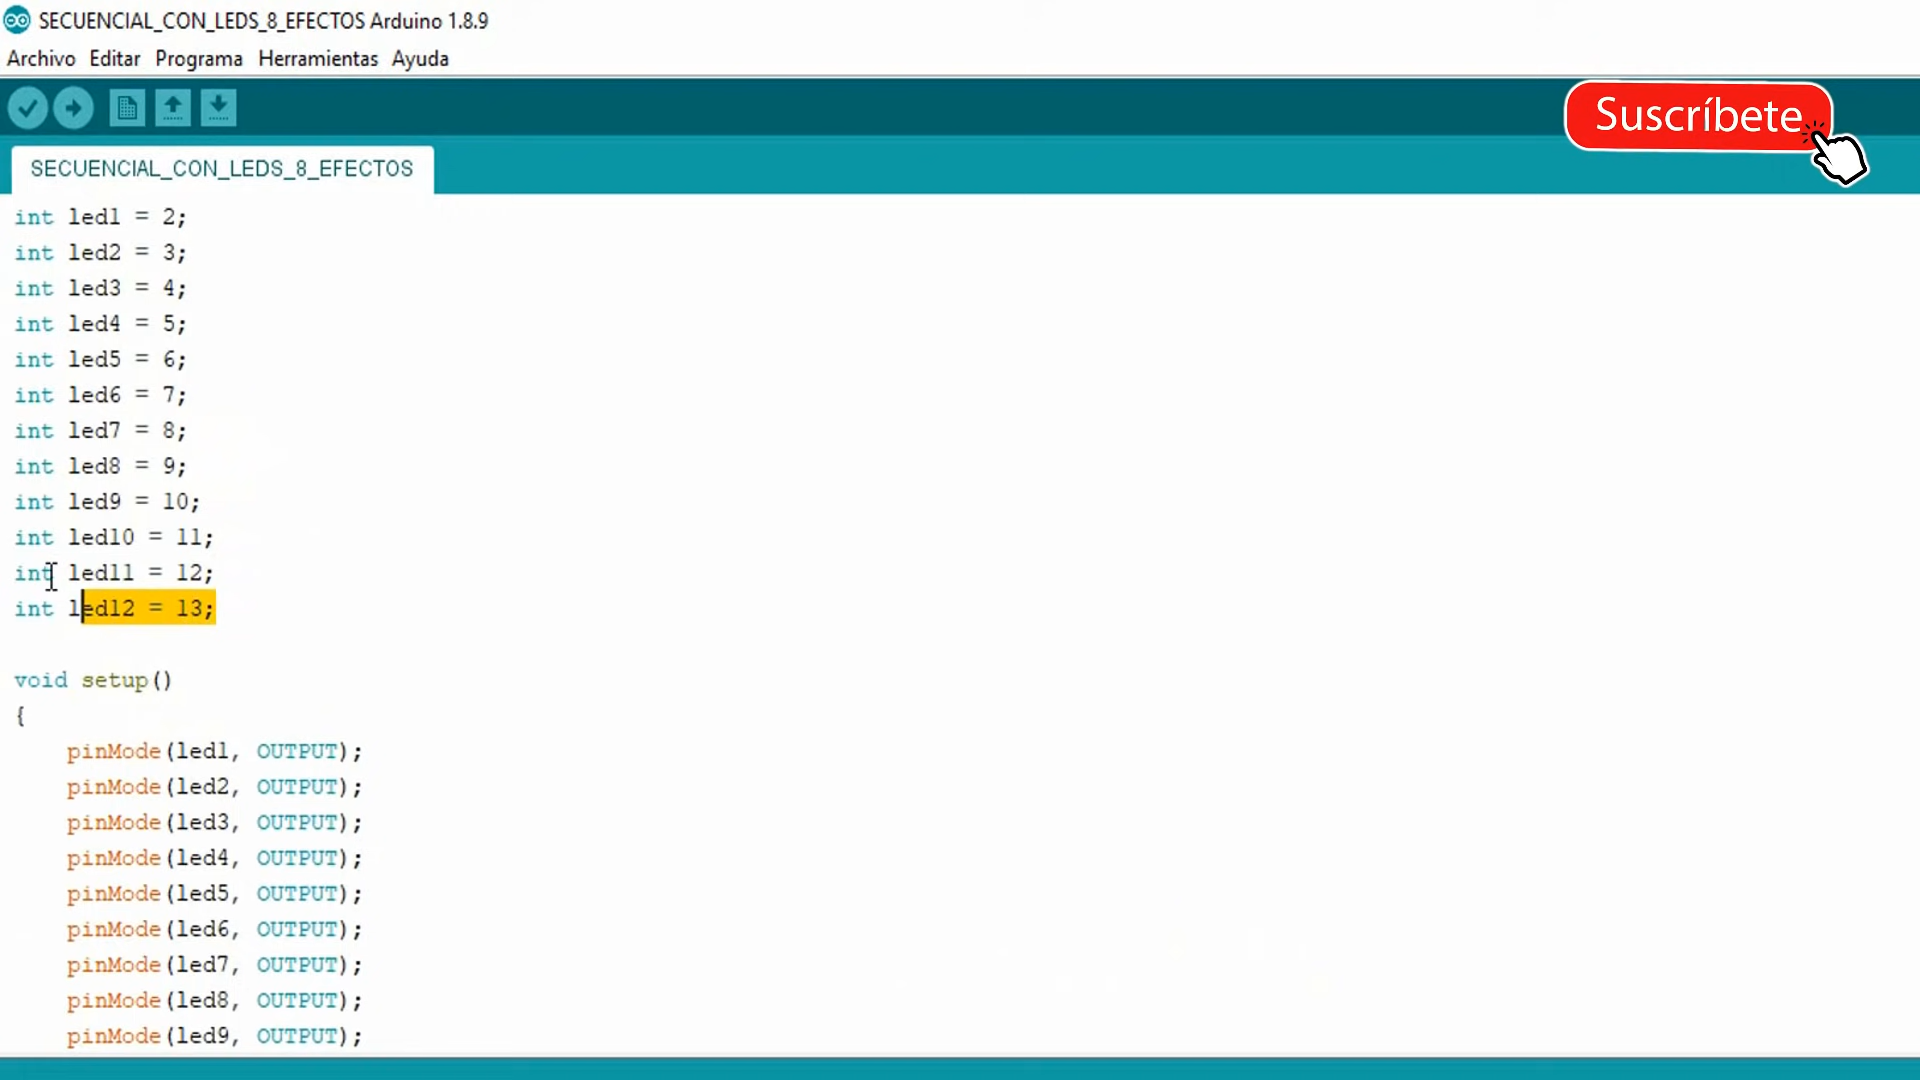 SECUENCIAL_CON_LEDS_8_EFECTOS Arduino 1.8.9
Archivo Editar Programa Herramientas Ayuda
Suscríbete
SECUENCIAL_CON_LEDS_8_EFECTOS
int led1 = 2;
int led2 = 3;
int led3 = 4;
int led4 = 5;
int led5 = 6;
int led6 = 7;
int led7 = 8;
int led8 = 9;
int led9 = 10;
int led10 = 11;
int led11 = 12;
int led12 = 13;
void setup()
{
pinMode(led1, OUTPUT);
pinMode(led2, OUTPUT);
pinMode(led3, OUTPUT);
pinMode(led4, OUTPUT);
pinMode(led5, OUTPUT);
pinMode(led6, OUTPUT);
pinMode(led7, OUTPUT);
pinMode(led8, OUTPUT);
pinMode(led9, OUTPUT);